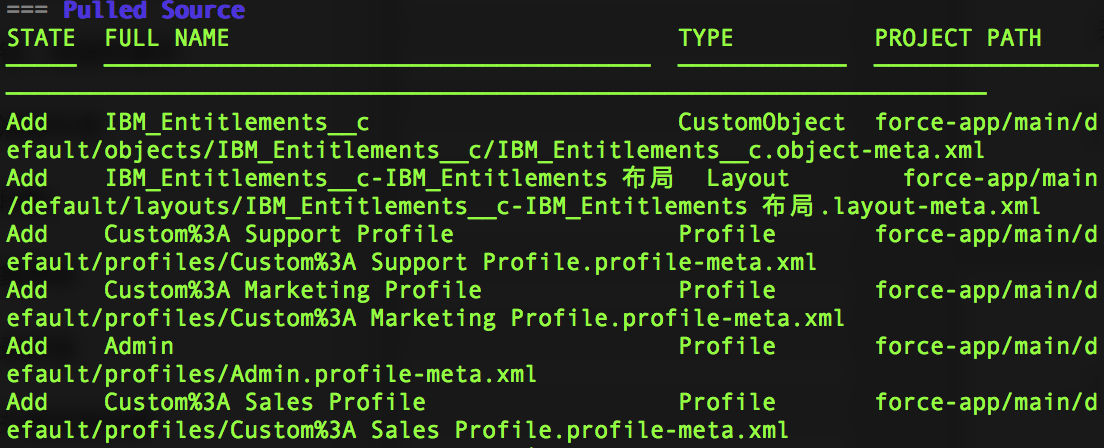 === Pulled Source
STATE  FULL NAME                                TYPE          PROJECT PATH
Add    IBM_Entitlements__c                      CustomObject  force-app/main/d
efault/objects/IBM_Entitlements__c/IBM_Entitlements__c.object-meta.xml
Add    IBM_Entitlements__c-IBM_Entitlements 布局  Layout        force-app/main
/default/layouts/IBM_Entitlements__c-IBM_Entitlements 布局.layout-meta.xml
Add    Custom%3A Support Profile                Profile       force-app/main/d
efault/profiles/Custom%3A Support Profile.profile-meta.xml
Add    Custom%3A Marketing Profile              Profile       force-app/main/d
efault/profiles/Custom%3A Marketing Profile.profile-meta.xml
Add    Admin                                    Profile       force-app/main/d
efault/profiles/Admin.profile-meta.xml
Add    Custom%3A Sales Profile                  Profile       force-app/main/d
efault/profiles/Custom%3A Sales Profile.profile-meta.xml